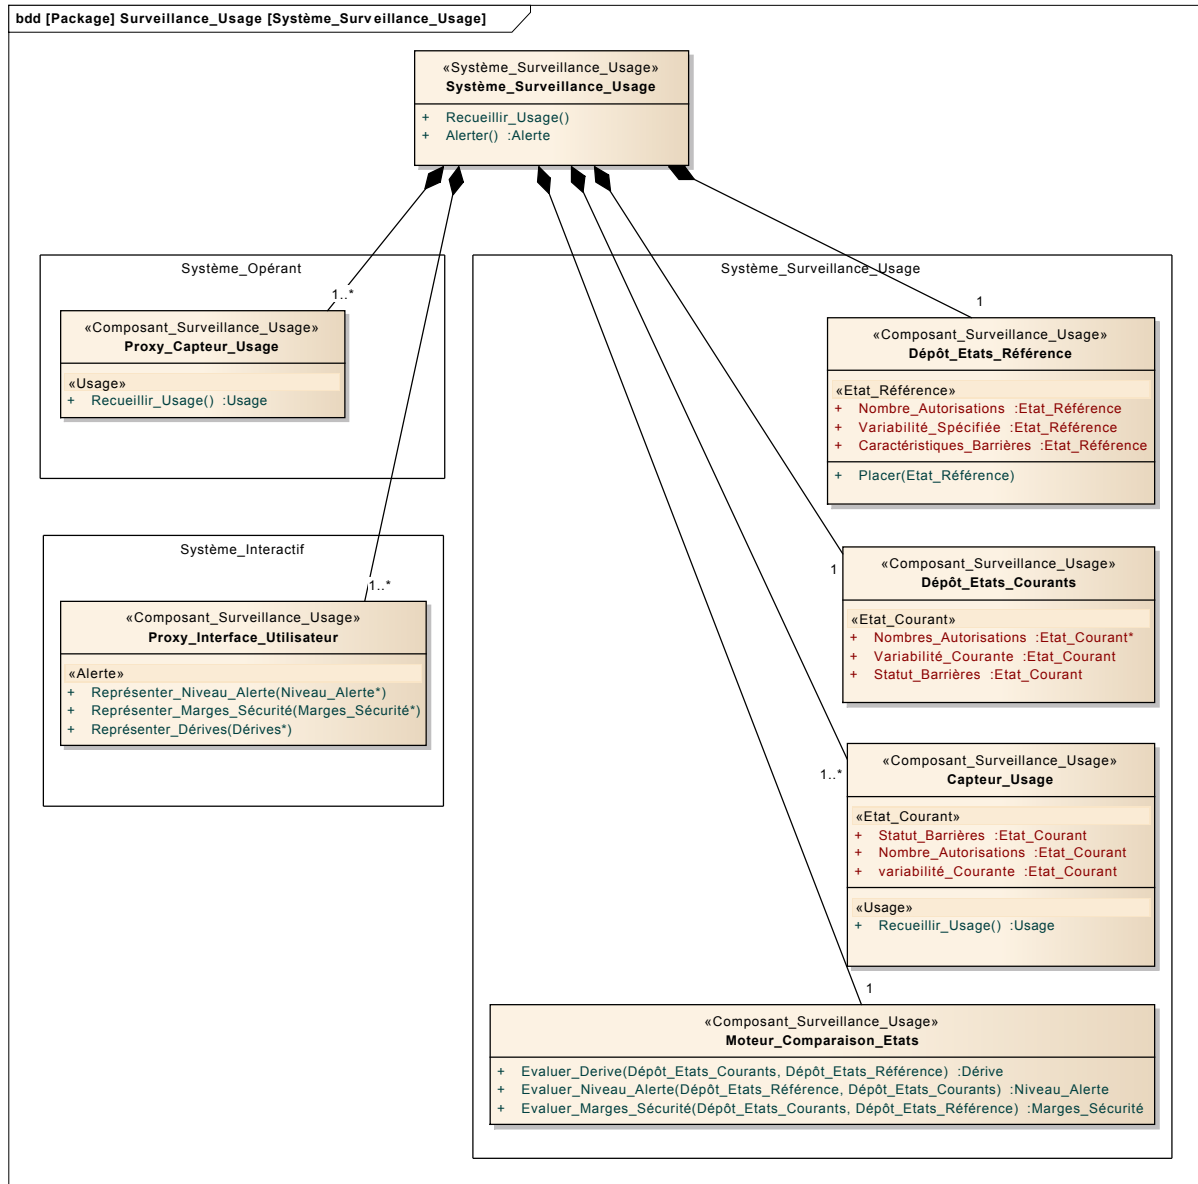 bdd [Package] Surveillance_Usage [Système_Surveillance_Usage]
«Système_Surveillance_Usage»
Système_Surveillance_Usage
+ Recueillir_Usage()
+ Alerter() :Alerte
Système_Opérant
1..*
«Composant_Surveillance_Usage»
Proxy_Capteur_Usage
«Usage»
+ Recueillir_Usage() :Usage
Système_Interactif
1..*
«Composant_Surveillance_Usage»
Proxy_Interface_Utilisateur
«Alerte»
+ Représenter_Niveau_Alerte(Niveau_Alerte*)
+ Représenter_Marges_Sécurité(Marges_Sécurité*)
+ Représenter_Dérives(Dérives*)
Système_Surveillance_Usage
1
«Composant_Surveillance_Usage»
Dépôt_Etats_Référence
«Etat_Référence»
+ Nombre_Autorisations :Etat_Référence
+ Variabilité_Spécifiée :Etat_Référence
+ Caractéristiques_Barrières :Etat_Référence
+ Placer(Etat_Référence)
1
«Composant_Surveillance_Usage»
Dépôt_Etats_Courants
«Etat_Courant»
+ Nombres_Autorisations :Etat_Courant*
+ Variabilité_Courante :Etat_Courant
+ Statut_Barrières :Etat_Courant
1..*
«Composant_Surveillance_Usage»
Capteur_Usage
«Etat_Courant»
+ Statut_Barrières :Etat_Courant
+ Nombre_Autorisations :Etat_Courant
+ variabilité_Courante :Etat_Courant
«Usage»
+ Recueillir_Usage() :Usage
1
«Composant_Surveillance_Usage»
Moteur_Comparaison_Etats
+ Evaluer_Derive(Dépôt_Etats_Courants, Dépôt_Etats_Référence) :Dérive
+ Evaluer_Niveau_Alerte(Dépôt_Etats_Référence, Dépôt_Etats_Courants) :Niveau_Alerte
+ Evaluer_Marges_Sécurité(Dépôt_Etats_Courants, Dépôt_Etats_Référence) :Marges_Sécurité